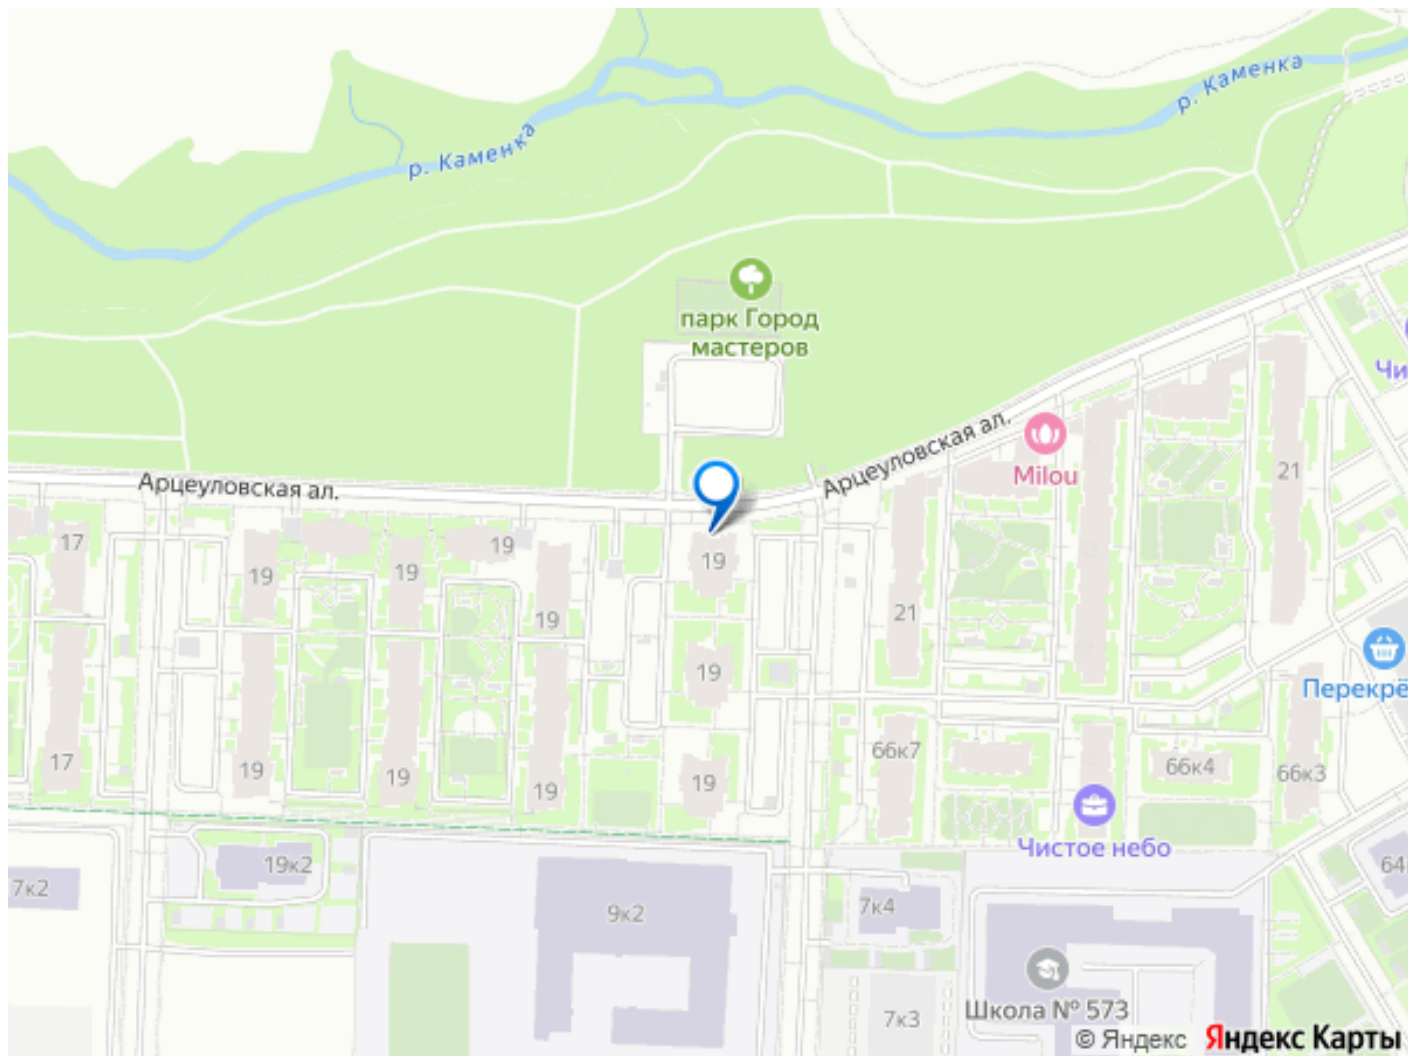 р. Каменка
р. Каменка
парк Город
мастеров
Чи
Арцеуловская ал.
Milou
Арцеуловская ал.
21
17
19
19
19
19
19
21
19
Перекрё
17
19
19
19
19
66к7
66к4
66к3
Чистое небо
19к2
64
7к2
9к2
7к4
Школа № 573
7к3
© Яндекс Яндекс Карты